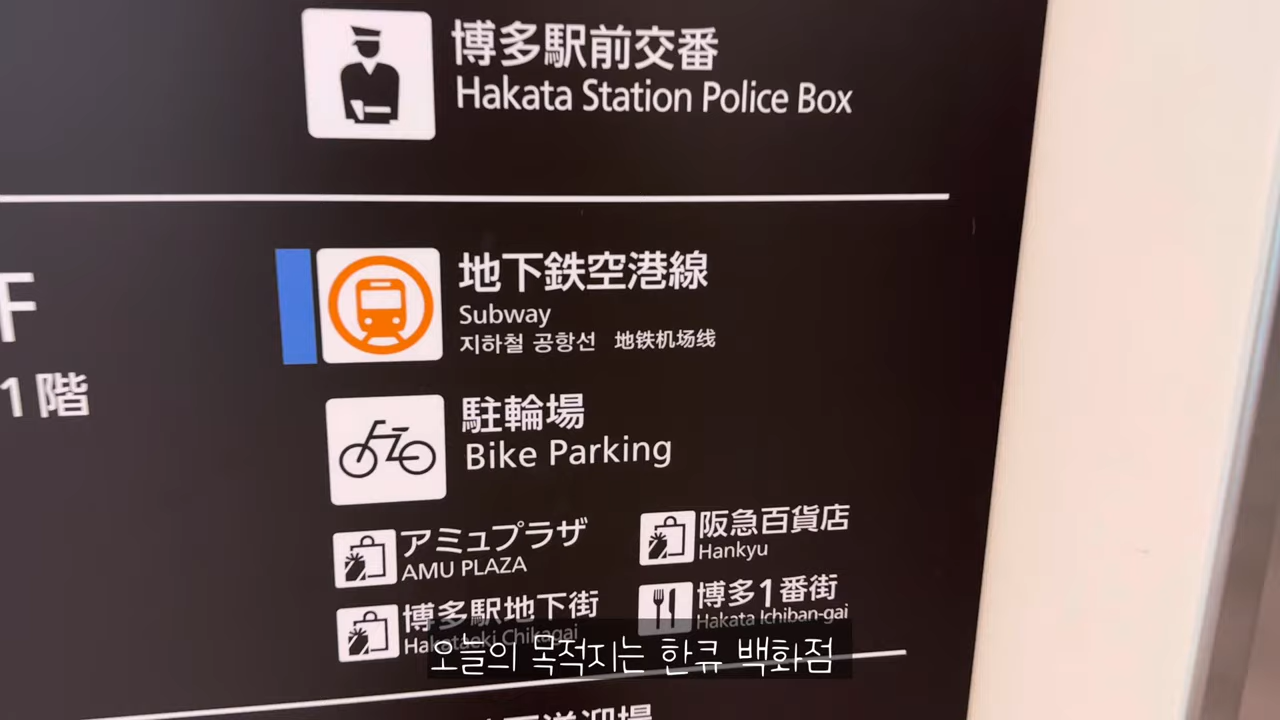 博多駅前交番
Hakata Station Police Box
地下鉄空港線
Subway
지하철 공항선 地铁机场线
1階
駐輪場
Bike Parking
アミュプラザ
AMU PLAZA
阪急百貨店
Hankyu
博多駅地下街
Hakataeki Chikagai
博多1番街
Hakata Ichiban-gai
오늘의 목적지는 한큐 백화점